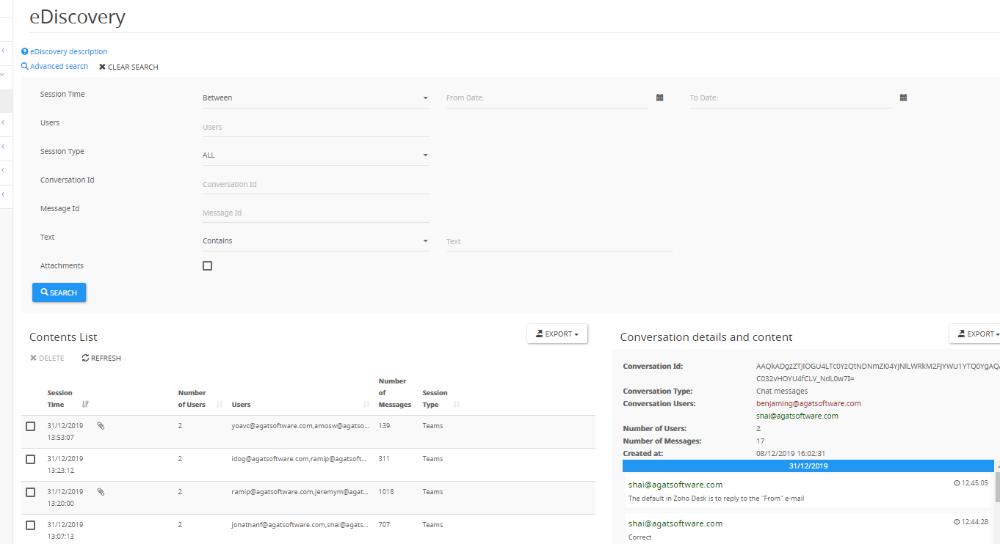 eDiscovery
eDiscovery description
Advanced search CLEAR SEARCH
Session Time Between From Date: To Date:
Users Users
Session Type ALL
Conversation Id Conversation Id
Message Id Message Id
Text Contains Text
Attachments
SEARCH
Contents List EXPORT
DELETE REFRESH
Session Time Number of Users Users Number of Messages Session Type
31/12/2019 13:53:07 2 yoavc@agatsoftware.com,amosw@agatso... 139 Teams
31/12/2019 13:23:12 2 idog@agatsoftware.com,ramip@agatsoft... 311 Teams
31/12/2019 13:20:00 2 ramip@agatsoftware.com,jeremym@agat... 1018 Teams
31/12/2019 13:07:13 2 jonathanf@agatsoftware.com,shai@agats... 707 Teams
Conversation details and content EXPORT
Conversation Id:
C032vHOYU4fCLV_NdL0w7I=
Conversation Type: Chat messages
Conversation Users: benjaming@agatsoftware.com
shai@agatsoftware.com
Number of Users: 2
Number of Messages: 17
Created at: 08/12/2019 16:02:31
31/12/2019
shai@agatsoftware.com 12:45:05
The default in Zoho Desk is to reply to the "From" e-mail
shai@agatsoftware.com 12:44:28
Correct